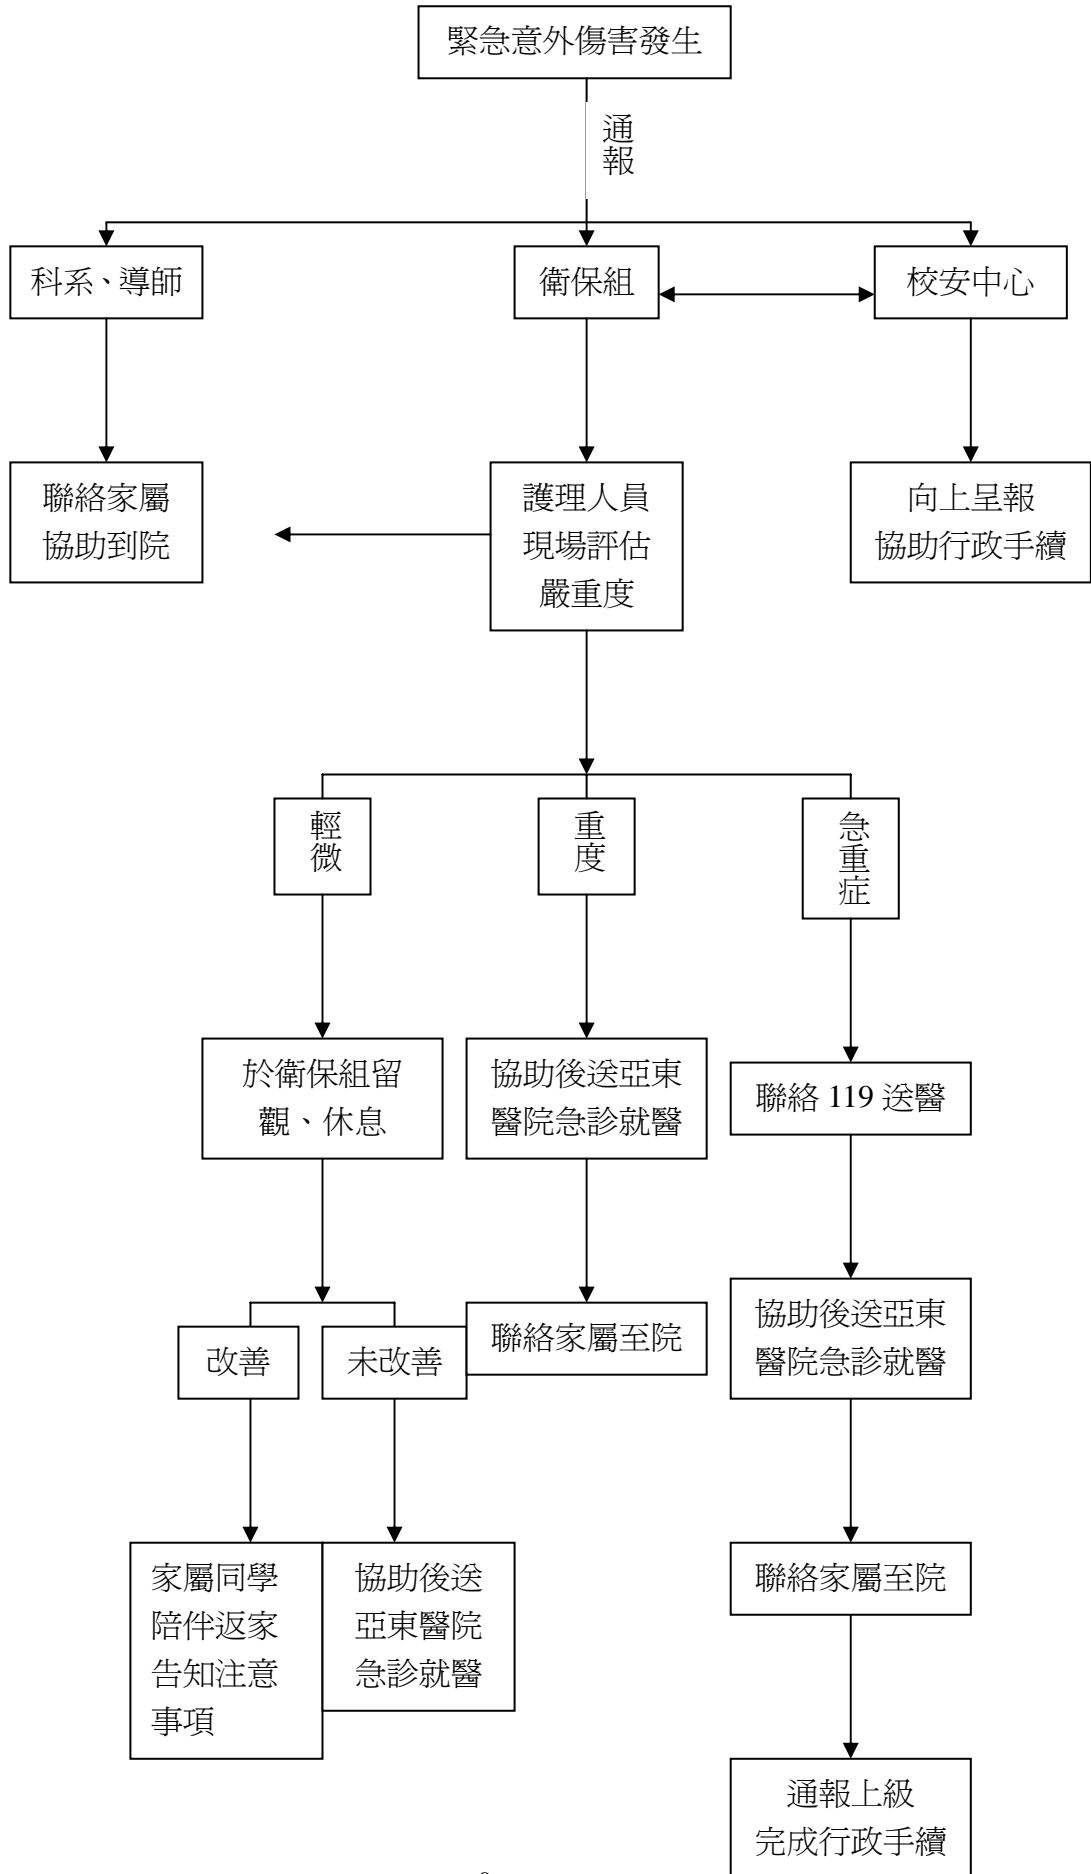 緊急意外傷害發生
通報
科系、導師
衛保組
校安中心
聯絡家屬
協助到院
護理人員
現場評估
嚴重度
向上呈報
協助行政手續
輕微
重度
急重症
於衛保組留
觀、休息
協助後送亞東
醫院急診就醫
聯絡 119 送醫
改善
未改善
聯絡家屬至院
協助後送亞東
醫院急診就醫
家屬同學
陪伴返家
告知注意
事項
協助後送
亞東醫院
急診就醫
聯絡家屬至院
通報上級
完成行政手續